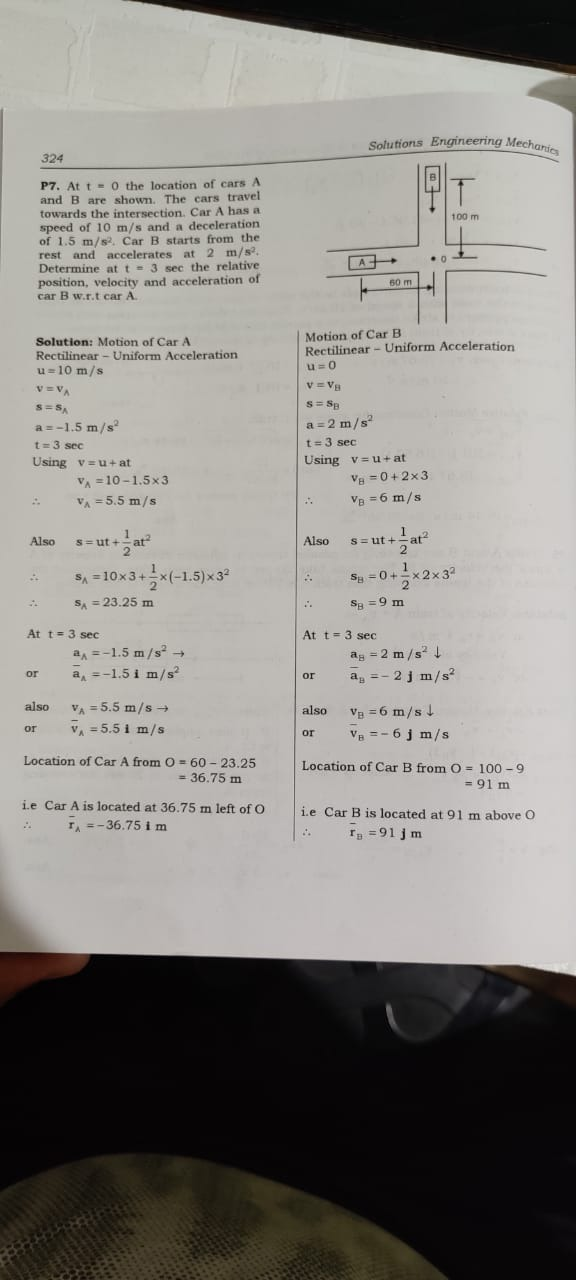 324
Solutions Engineering Mechanics
P7. At t = 0 the location of cars A
and B are shown. The cars travel
towards the intersection. Car A has a
speed of 10 m/s and a deceleration
of 1.5 m/s². Car B starts from the
rest and accelerates at 2 m/s².
Determine at t = 3 sec the relative
position, velocity and acceleration of
car B w.r.t car A.
B
100 m
A
0
60 m
Solution: Motion of Car A
Rectilinear – Uniform Acceleration
u = 10 m/s
v = v_A
s = s_A
a = −1.5 m/s²
t = 3 sec
Using v = u + at
v_A = 10 − 1.5 × 3
∴ v_A = 5.5 m/s
Also s = ut + 1/2 at²
∴ s_A = 10 × 3 + 1/2 × (−1.5) × 3²
∴ s_A = 23.25 m
At t = 3 sec
a_A = −1.5 m/s² →
or a̅_A = −1.5 i m/s²
also v_A = 5.5 m/s →
or v̅_A = 5.5 i m/s
Location of Car A from O = 60 – 23.25
= 36.75 m
i.e Car A is located at 36.75 m left of O
∴ r̅_A = −36.75 i m
Motion of Car B
Rectilinear – Uniform Acceleration
u = 0
v = v_B
s = s_B
a = 2 m/s²
t = 3 sec
Using v = u + at
v_B = 0 + 2 × 3
∴ v_B = 6 m/s
Also s = ut + 1/2 at²
∴ s_B = 0 + 1/2 × 2 × 3²
∴ s_B = 9 m
At t = 3 sec
a_B = 2 m/s² ↓
or a̅_B = − 2 j m/s²
also v_B = 6 m/s ↓
or v̅_B = − 6 j m/s
Location of Car B from O = 100 – 9
= 91 m
i.e Car B is located at 91 m above O
∴ r̅_B = 91 j m